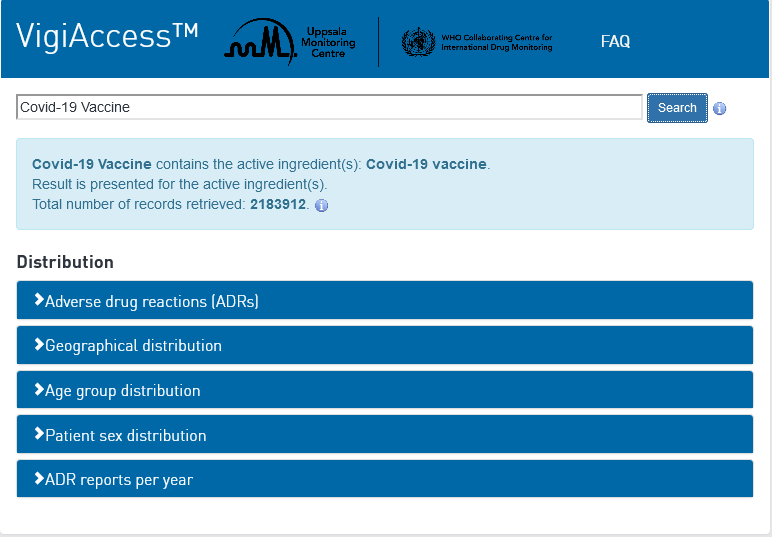 VigiAccess™
Uppsala
Monitoring
Centre
WHO Collaborating Centre for
International Drug Monitoring
FAQ
Covid-19 Vaccine
Search
Covid-19 Vaccine contains the active ingredient(s): Covid-19 vaccine.
Result is presented for the active ingredient(s).
Total number of records retrieved: 2183912.
Distribution
Adverse drug reactions (ADRs)
Geographical distribution
Age group distribution
Patient sex distribution
ADR reports per year